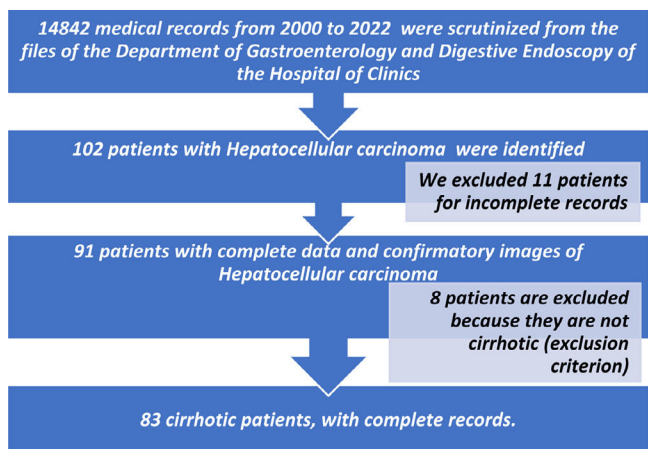 14842 medical records from 2000 to 2022 were scrutinized from the
files of the Department of Gastroenterology and Digestive Endoscopy of
the Hospital of Clinics
102 patients with Hepatocellular carcinoma were identified
We excluded 11 patients
for incomplete records
91 patients with complete data and confirmatory images of
Hepatocellular carcinoma
8 patients are excluded
because they are not
cirrhotic (exclusion
criterion)
83 cirrhotic patients, with complete records.